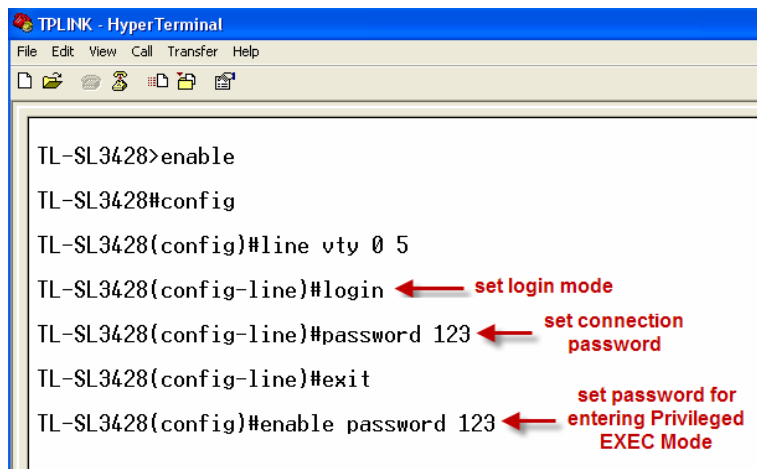 TPLINK - HyperTerminal
File Edit View Call Transfer Help
TL-SL3428>enable
TL-SL3428#config
TL-SL3428(config)#line vty 0 5
TL-SL3428(config-line)#login
set login mode
TL-SL3428(config-line)#password 123
set connection
password
TL-SL3428(config-line)#exit
TL-SL3428(config)#enable password 123
set password for
entering Privileged
EXEC Mode